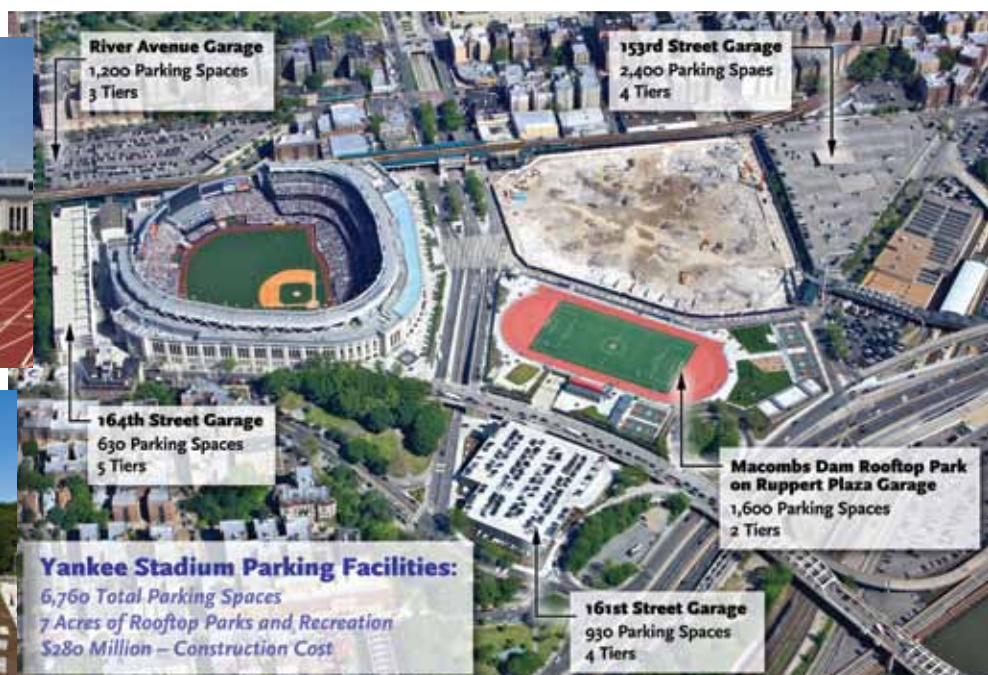 River Avenue Garage
1,200 Parking Spaces
3 Tiers
153rd Street Garage
2,400 Parking Spaes
4 Tiers
164th Street Garage
630 Parking Spaces
5 Tiers
Macombs Dam Rooftop Park
on Ruppert Plaza Garage
1,600 Parking Spaces
2 Tiers
161st Street Garage
930 Parking Spaces
4 Tiers
Yankee Stadium Parking Facilities:
6,760 Total Parking Spaces
7 Acres of Rooftop Parks and Recreation
$280 Million – Construction Cost